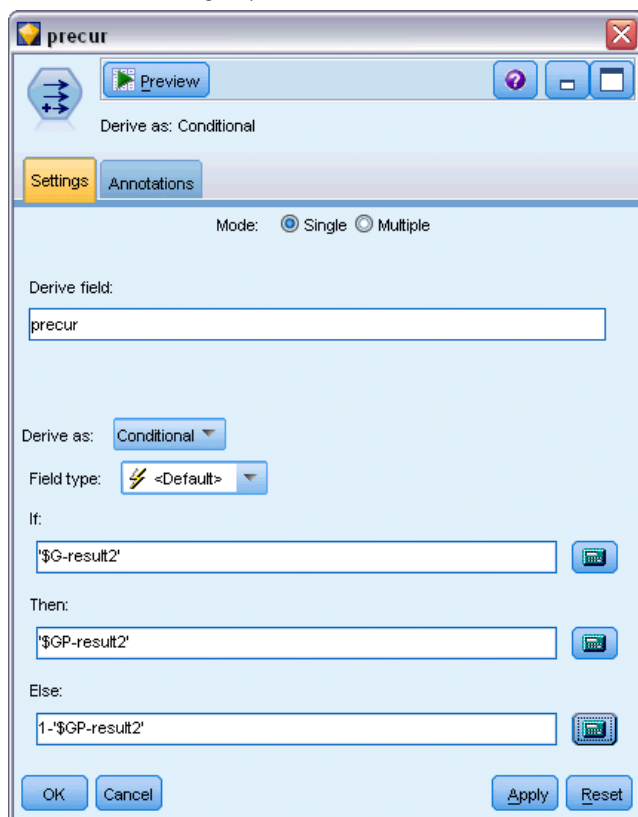 precur
Preview
Derive as: Conditional
Settings Annotations
Mode: Single Multiple
Derive field:
precur
Derive as: Conditional
Field type: <Default>
If:
'$G-result2'
Then:
'$GP-result2'
Else:
1-'$GP-result2'
OK Cancel Apply Reset